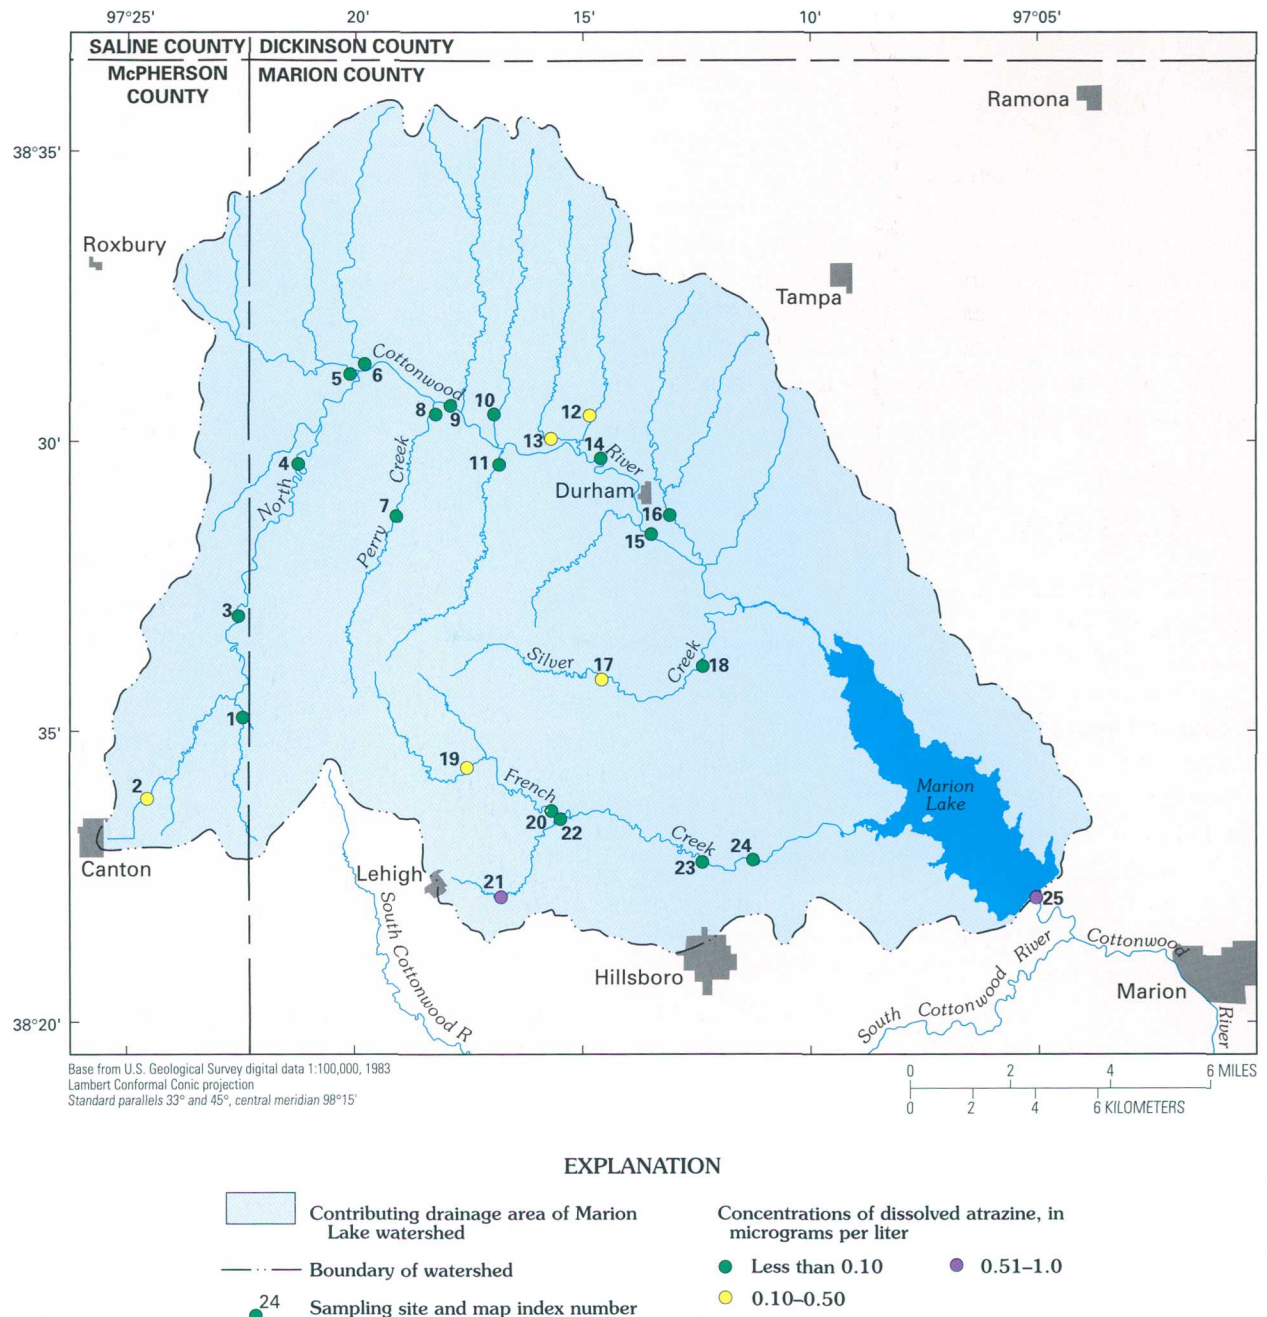 97°25' 20' 15' 10' 97°05'
SALINE COUNTY DICKINSON COUNTY
McPHERSON COUNTY MARION COUNTY
Ramona
38°35'
Roxbury
Tampa
Cottonwood
5 6
8 9 10 12
13 14
30'
Creek
River
4 11
North
Durham
7 16
Perry
15
3
Silver
17
Creek
18
1
35'
19
French
2
Marion
Lake
20 22
Creek
24
23
Canton
Lehigh
21
25
South Cottonwood R
Hillsboro
South Cottonwood River
Cottonwood
River
Marion
38°20'
Base from U.S. Geological Survey digital data 1:100,000, 1983
Lambert Conformal Conic projection
Standard parallels 33° and 45°, central meridian 98°15'
0 2 4 6 MILES
0 2 4 6 KILOMETERS
EXPLANATION
Contributing drainage area of Marion
Lake watershed
Boundary of watershed
24 Sampling site and map index number
Concentrations of dissolved atrazine, in
micrograms per liter
Less than 0.10
0.51–1.0
0.10–0.50